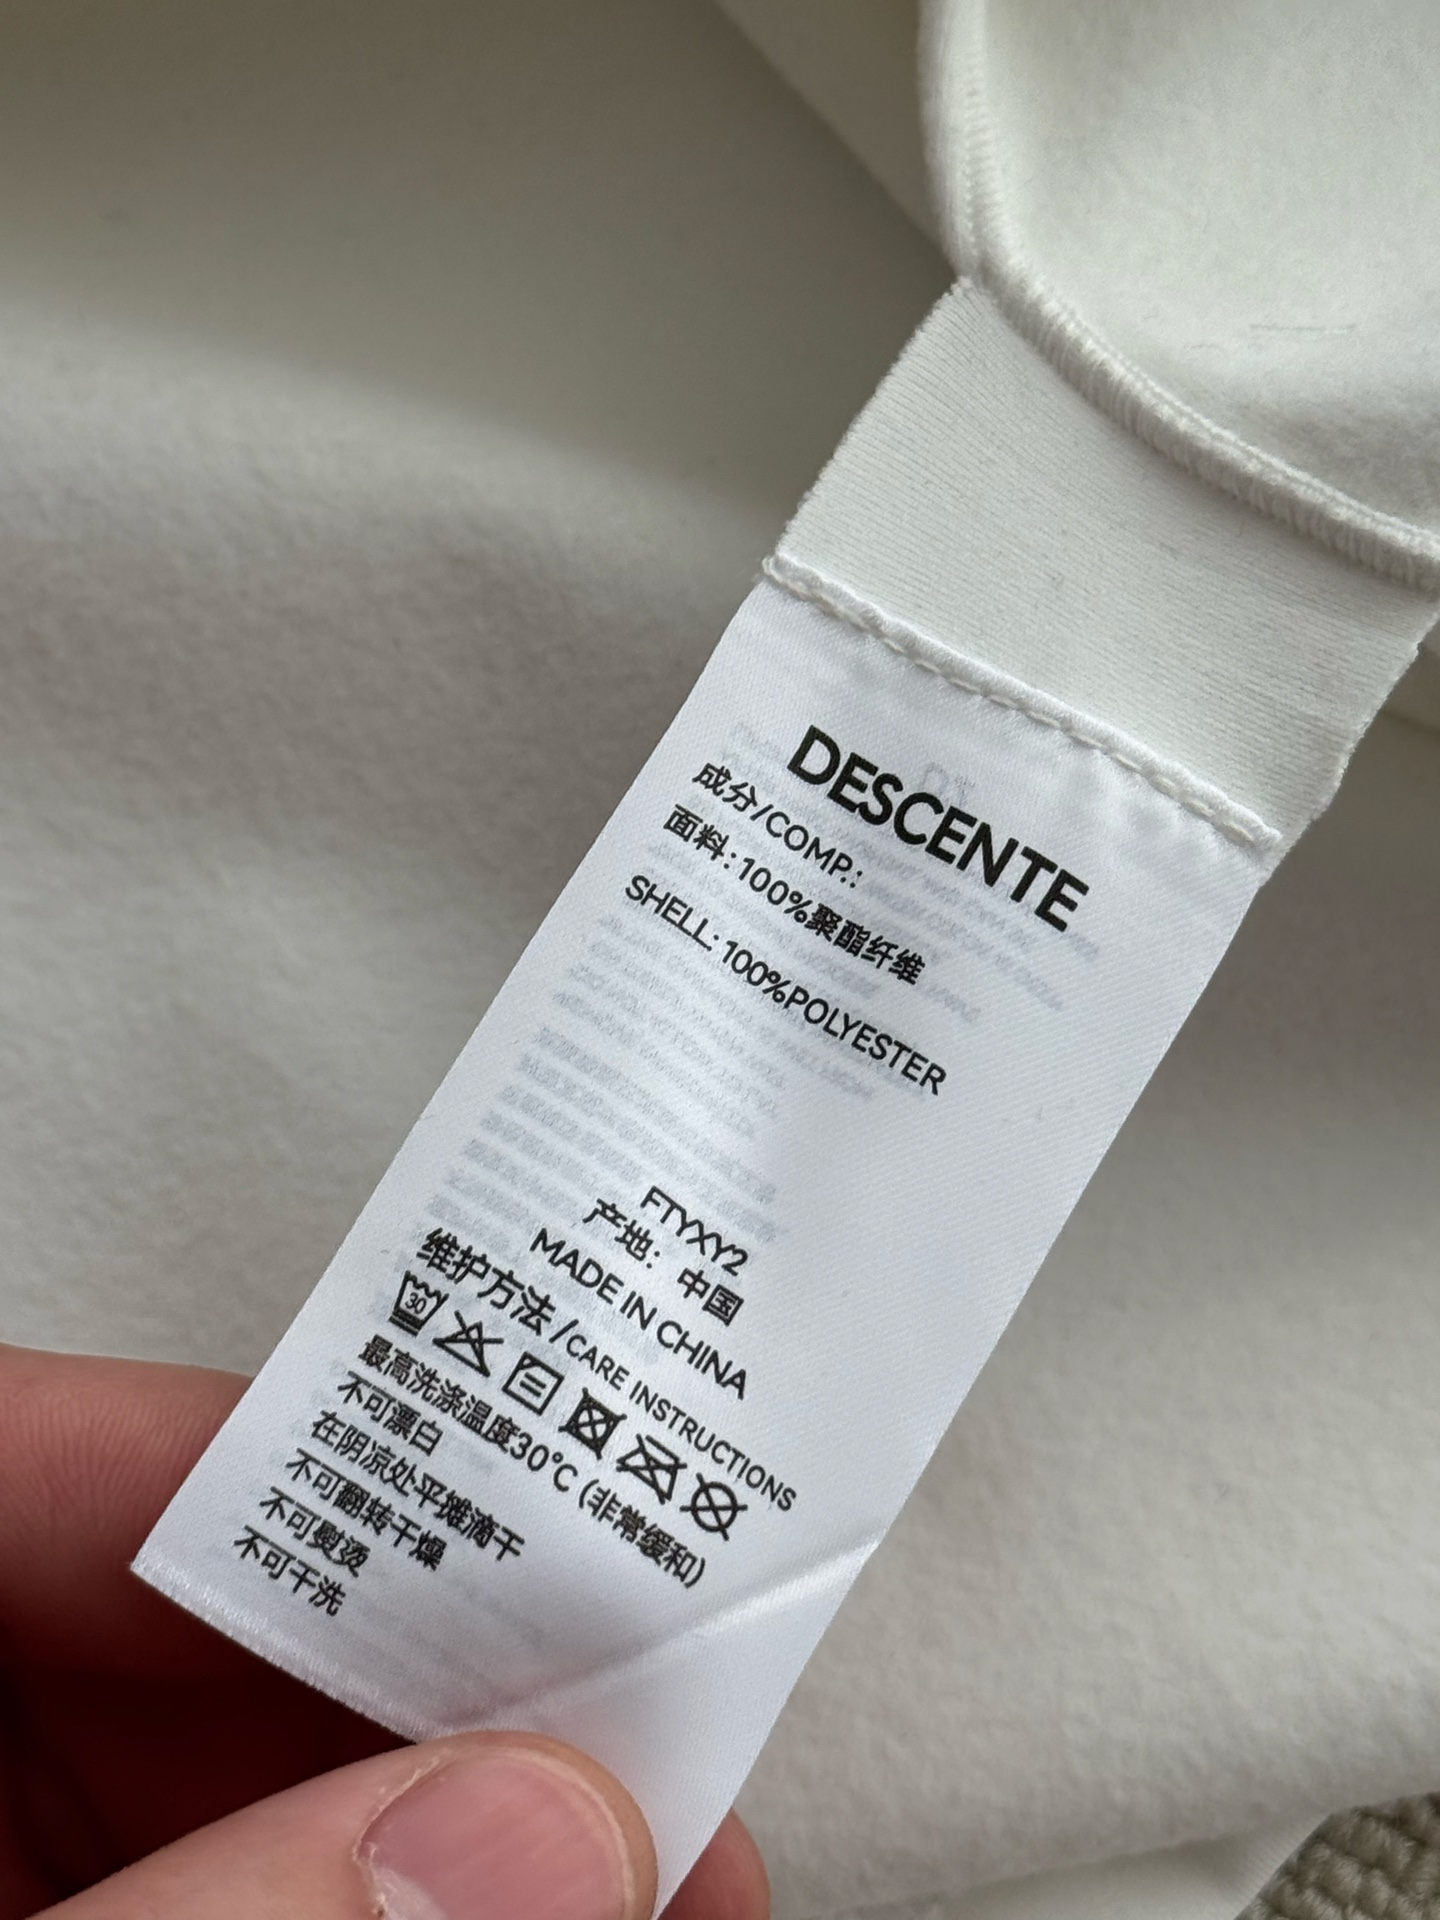 DESCENTE
成分/COMP.:
面料:100%聚酯纤维
SHELL: 100%POLYESTER
FTYXY2
产地: 中国
MADE IN CHINA
维护方法/CARE INSTRUCTIONS
30
最高洗涤温度30°C (非常缓和)
不可漂白
在阴凉处平摊滴干
不可翻转干燥
不可熨烫
不可干洗